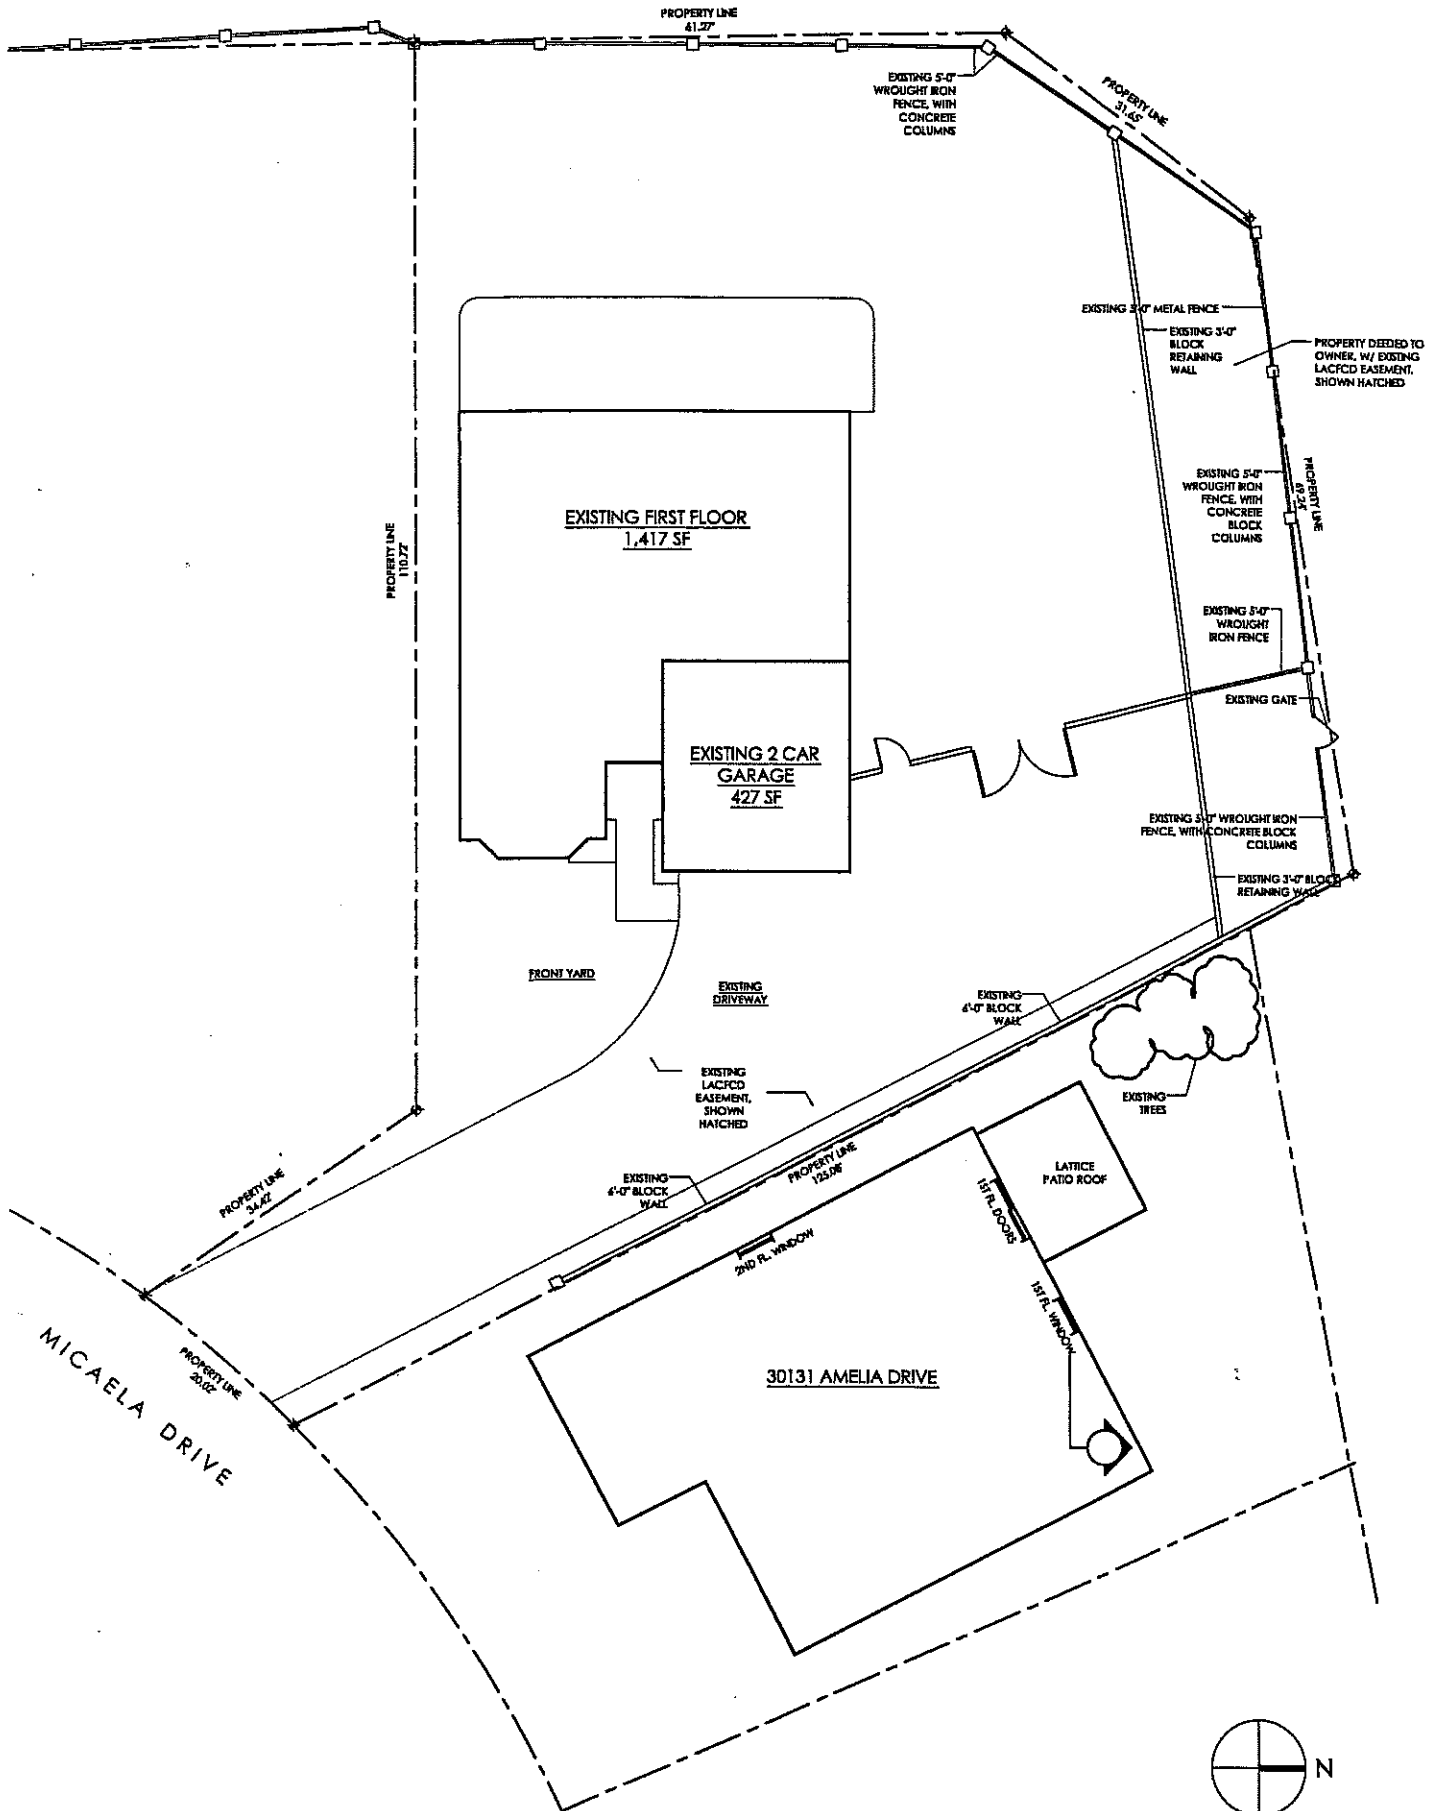 PROPERTY LINE
61.27'
EXISTING 5'-0"
WROUGHT IRON
FENCE, WITH
CONCRETE
COLUMNS
PROPERTY LINE
31.65'
EXISTING 5'-0" METAL FENCE
EXISTING 3'-0"
BLOCK
RETAINING
WALL
PROPERTY DEEDED TO
OWNER, W/ EXISTING
LACFCD EASEMENT,
SHOWN HATCHED
EXISTING FIRST FLOOR
1,417 SF
PROPERTY LINE
110.72'
EXISTING 5'-0"
WROUGHT IRON
FENCE, WITH
CONCRETE
BLOCK
COLUMNS
PROPERTY LINE
69.24'
EXISTING 5'-0"
WROUGHT
IRON FENCE
EXISTING GATE
EXISTING 2 CAR
GARAGE
427 SF
EXISTING 5'-0" WROUGHT IRON
FENCE, WITH CONCRETE BLOCK
COLUMNS
EXISTING 3'-0" BLOCK
RETAINING WALL
FRONT YARD
EXISTING
DRIVEWAY
EXISTING
6'-0" BLOCK
WALL
EXISTING
LACFCD
EASEMENT,
SHOWN
HATCHED
EXISTING
TREES
PROPERTY LINE
34.42'
EXISTING
6'-0" BLOCK
WALL
PROPERTY LINE
125.08'
LATTICE
PATIO ROOF
1ST FL. DOORS
2ND FL. WINDOW
1ST FL. WINDOW
PROPERTY LINE
20.02'
MICAELA DRIVE
30131 AMELIA DRIVE
N